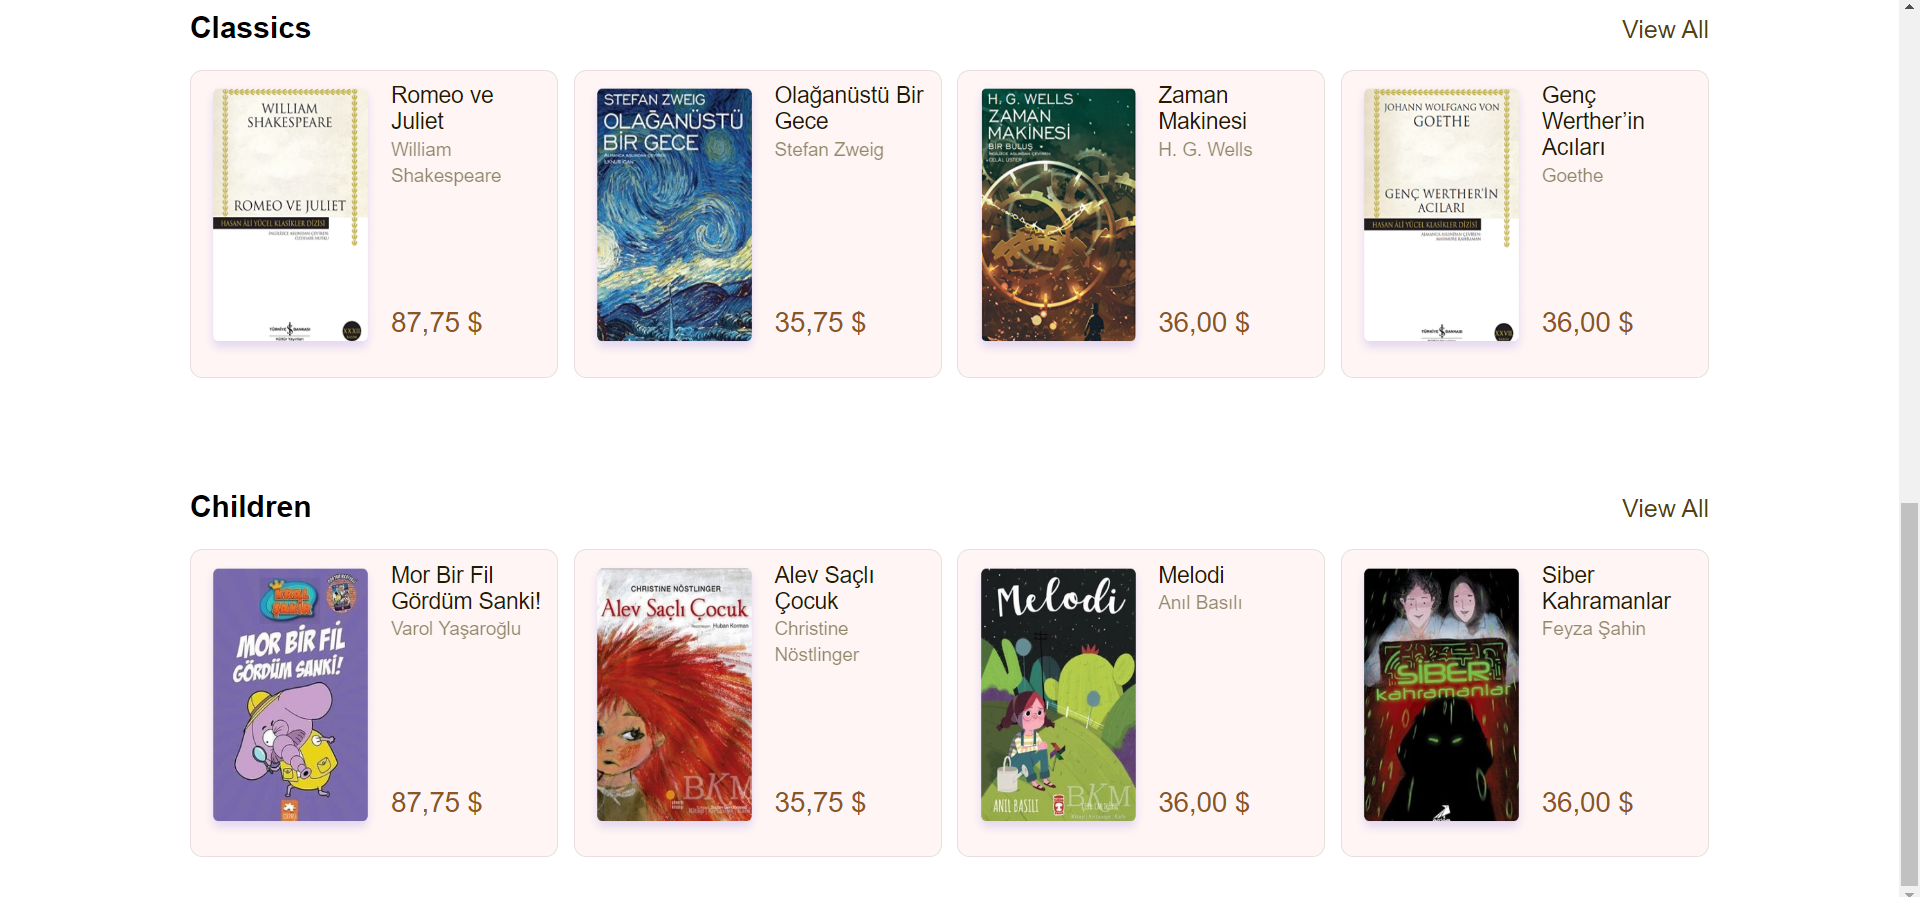 Classics
View All
WILLIAM
SHAKESPEARE
ROMEO VE JULIET
HASAN ÂLİ YÜCEL KLASİKLER DİZİSİ
Romeo ve
Juliet
William
Shakespeare
87,75 $
STEFAN ZWEIG
OLAĞANÜSTÜ
BİR GECE
Olağanüstü Bir
Gece
Stefan Zweig
35,75 $
H. G. WELLS
ZAMAN
MAKİNESİ
BİR BULUŞ
Zaman
Makinesi
H. G. Wells
36,00 $
JOHANN WOLFGANG VON
GOETHE
GENÇ WERTHER'İN
ACILARI
HASAN ÂLİ YÜCEL KLASİKLER DİZİSİ
Genç
Werther’in
Acıları
Goethe
36,00 $
Children
View All
MOR BİR FİL
GÖRDÜM SANKİ!
Mor Bir Fil
Gördüm Sanki!
Varol Yaşaroğlu
87,75 $
CHRISTINE NÖSTLINGER
Alev Saçlı Çocuk
Huban Korman
BKM
Alev Saçlı
Çocuk
Christine
Nöstlinger
35,75 $
Melodi
ANIL BASILI
BKM
Melodi
Anıl Basılı
36,00 $
SİBER
kahramanlar
Siber
Kahramanlar
Feyza Şahin
36,00 $